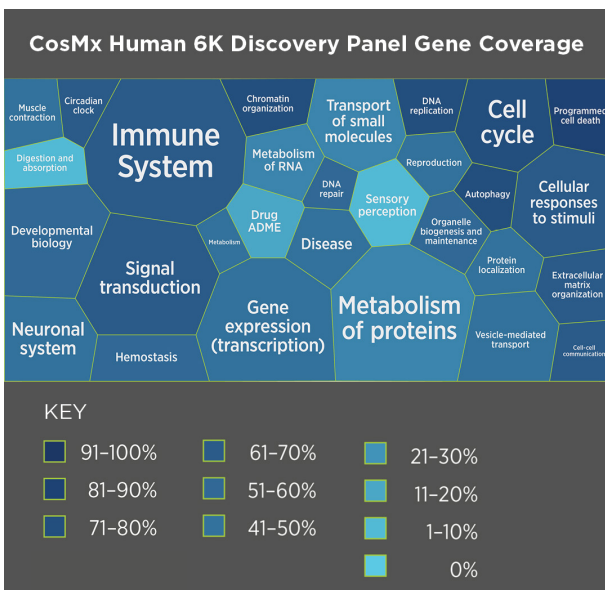 CosMx Human 6K Discovery Panel Gene Coverage
Muscle
contraction
Circadian
clock
Immune
System
Chromatin
organization
Transport
of small
molecules
DNA
replication
Cell
cycle
Programmed
cell death
Digestion and
absorption
Metabolism
of RNA
DNA
repair
Sensory
perception
Reproduction
Autophagy
Cellular
responses
to stimuli
Developmental
biology
Signal
transduction
Metabolism
Drug
ADME
Disease
Organelle
biogenesis and
maintenance
Protein
localization
Extracellular
matrix
organization
Neuronal
system
Hemostasis
Gene
expression
(transcription)
Metabolism
of proteins
Vesicle-mediated
transport
Cell-cell
communication
KEY
91–100%
81–90%
71–80%
61–70%
51–60%
41–50%
21–30%
11–20%
1–10%
0%